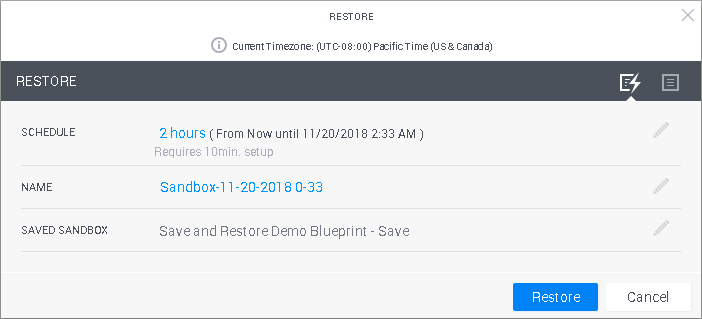 RESTORE
Current Timezone: (UTC-08:00) Pacific Time (US & Canada)
RESTORE
SCHEDULE 2 hours ( From Now until 11/20/2018 2:33 AM )
Requires 10min. setup
NAME Sandbox-11-20-2018 0-33
SAVED SANDBOX Save and Restore Demo Blueprint - Save
Restore Cancel